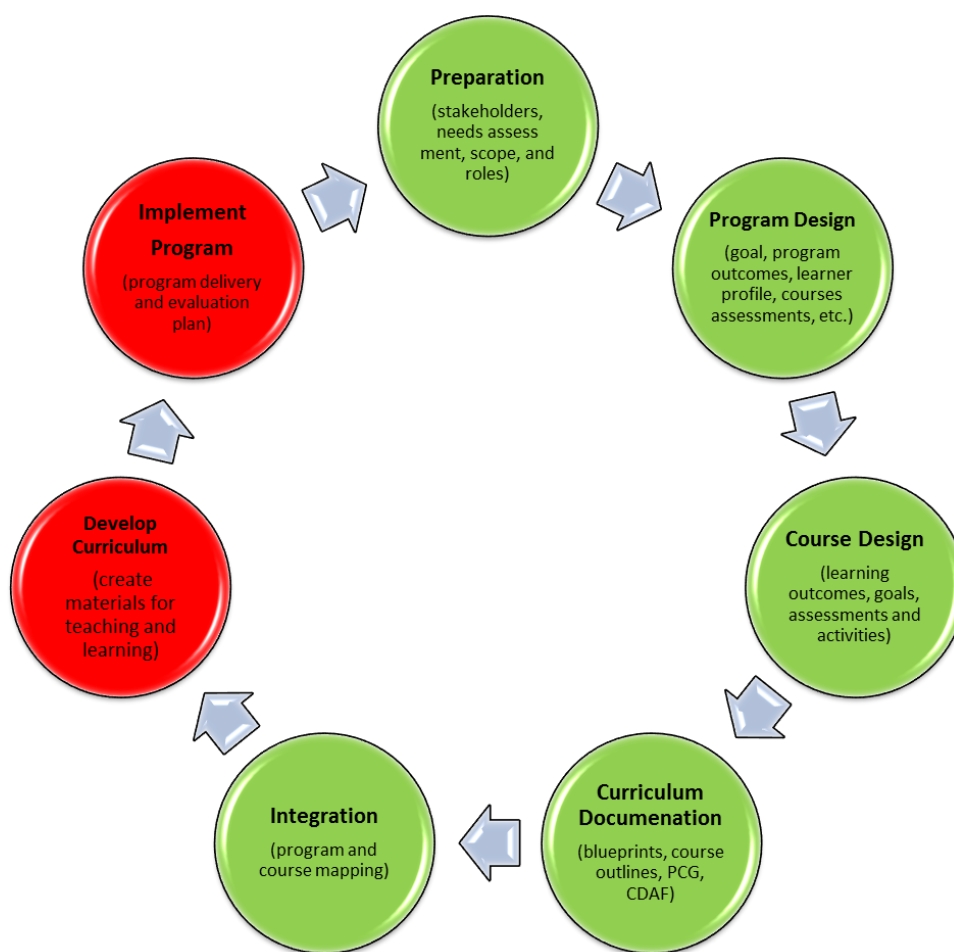 Preparation
(stakeholders,
needs assess
ment, scope, and
roles)
Program Design
(goal, program
outcomes, learner
profile, courses
assessments, etc.)
Course Design
(learning
outcomes, goals,
assessments and
activities)
Curriculum
Documenation
(blueprints, course
outlines, PCG,
CDAF)
Integration
(program and
course mapping)
Develop
Curriculum
(create
materials for
teaching and
learning)
Implement
Program
(program delivery
and evaluation
plan)